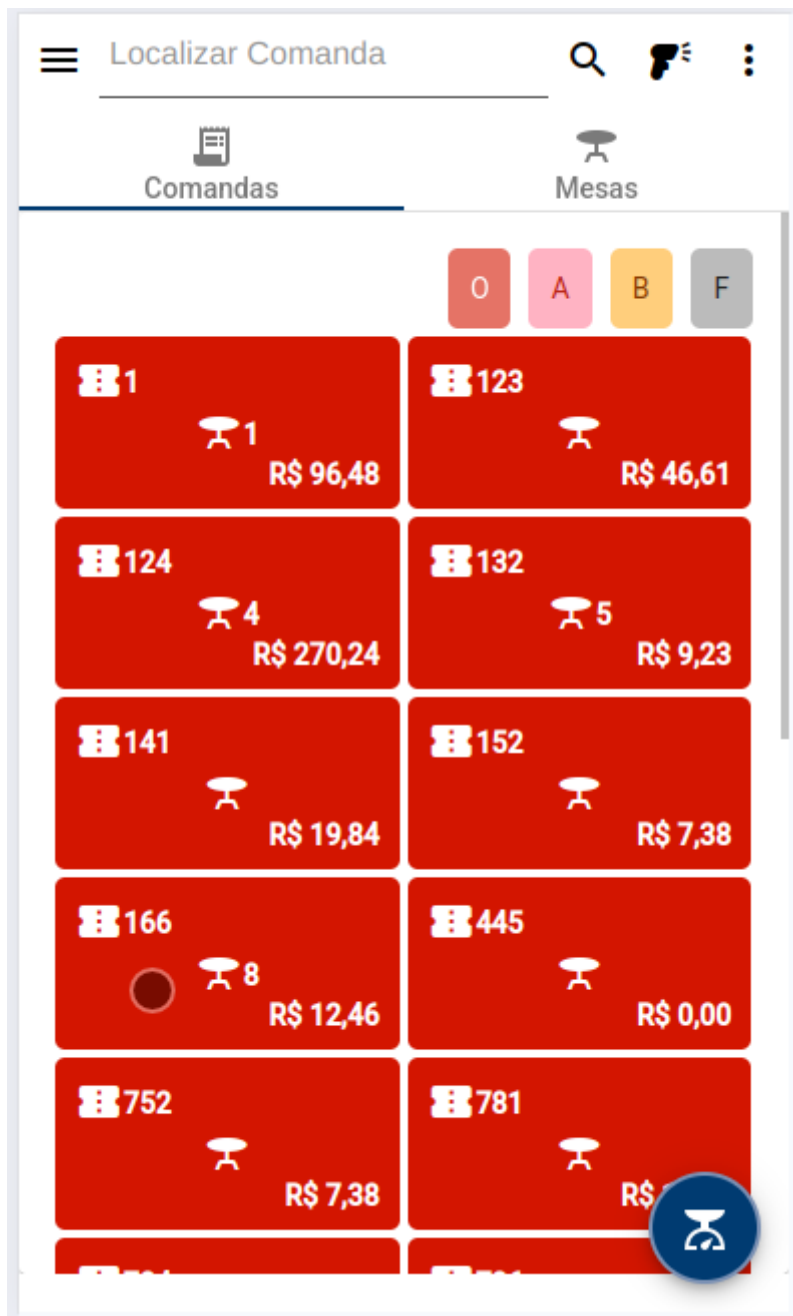 Localizar Comanda
Comandas
Mesas
O A B F
1
1
R$ 96,48
123
R$ 46,61
124
4
R$ 270,24
132
5
R$ 9,23
141
R$ 19,84
152
R$ 7,38
166
8
R$ 12,46
445
R$ 0,00
752
R$ 7,38
781
R$